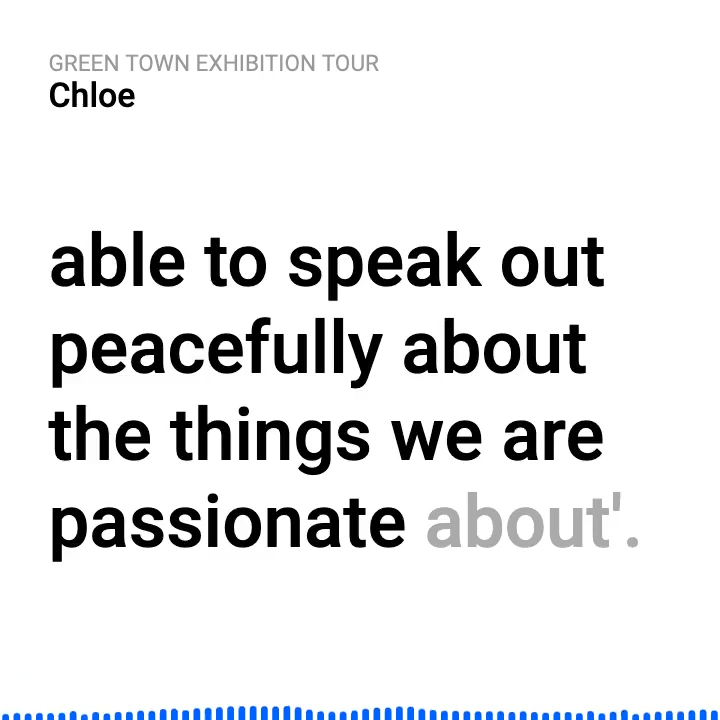 GREEN TOWN EXHIBITION TOUR
Chloe
able to speak out
peacefully about
the things we are
passionate about'.